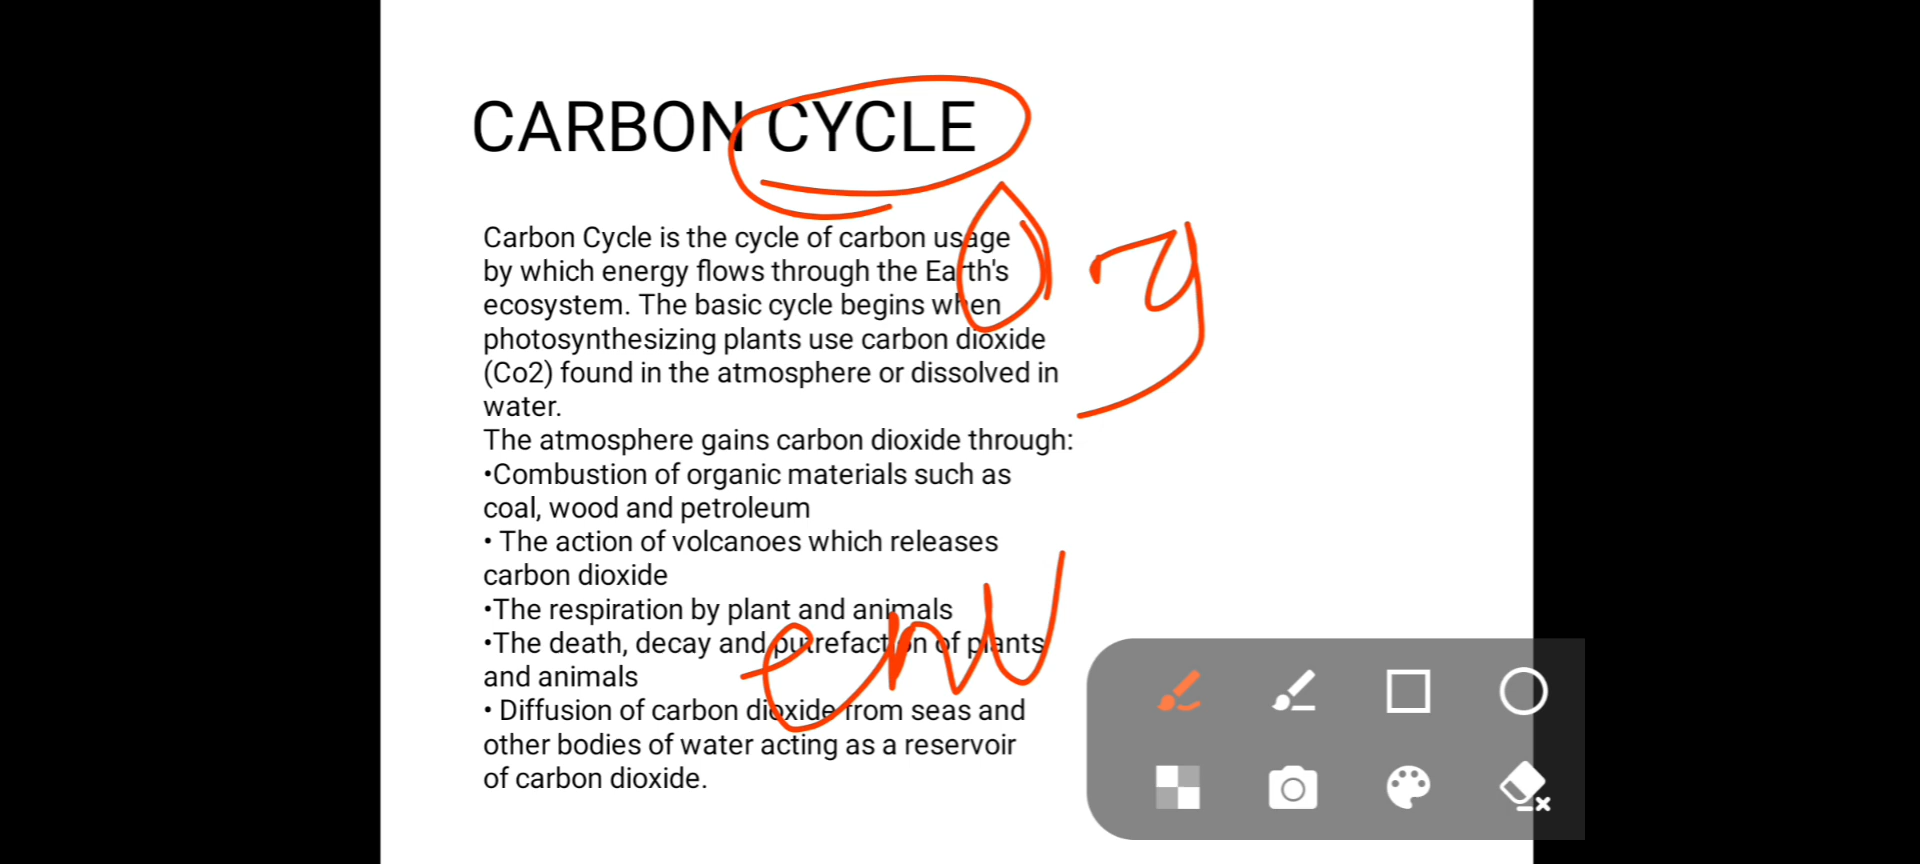 CARBON CYCLE
Carbon Cycle is the cycle of carbon usage
by which energy flows through the Earth's
ecosystem. The basic cycle begins when
photosynthesizing plants use carbon dioxide
(Co2) found in the atmosphere or dissolved in
water.
The atmosphere gains carbon dioxide through:
•Combustion of organic materials such as
coal, wood and petroleum
• The action of volcanoes which releases
carbon dioxide
•The respiration by plant and animals
•The death, decay and putrefaction of plants
and animals
• Diffusion of carbon dioxide from seas and
other bodies of water acting as a reservoir
of carbon dioxide.